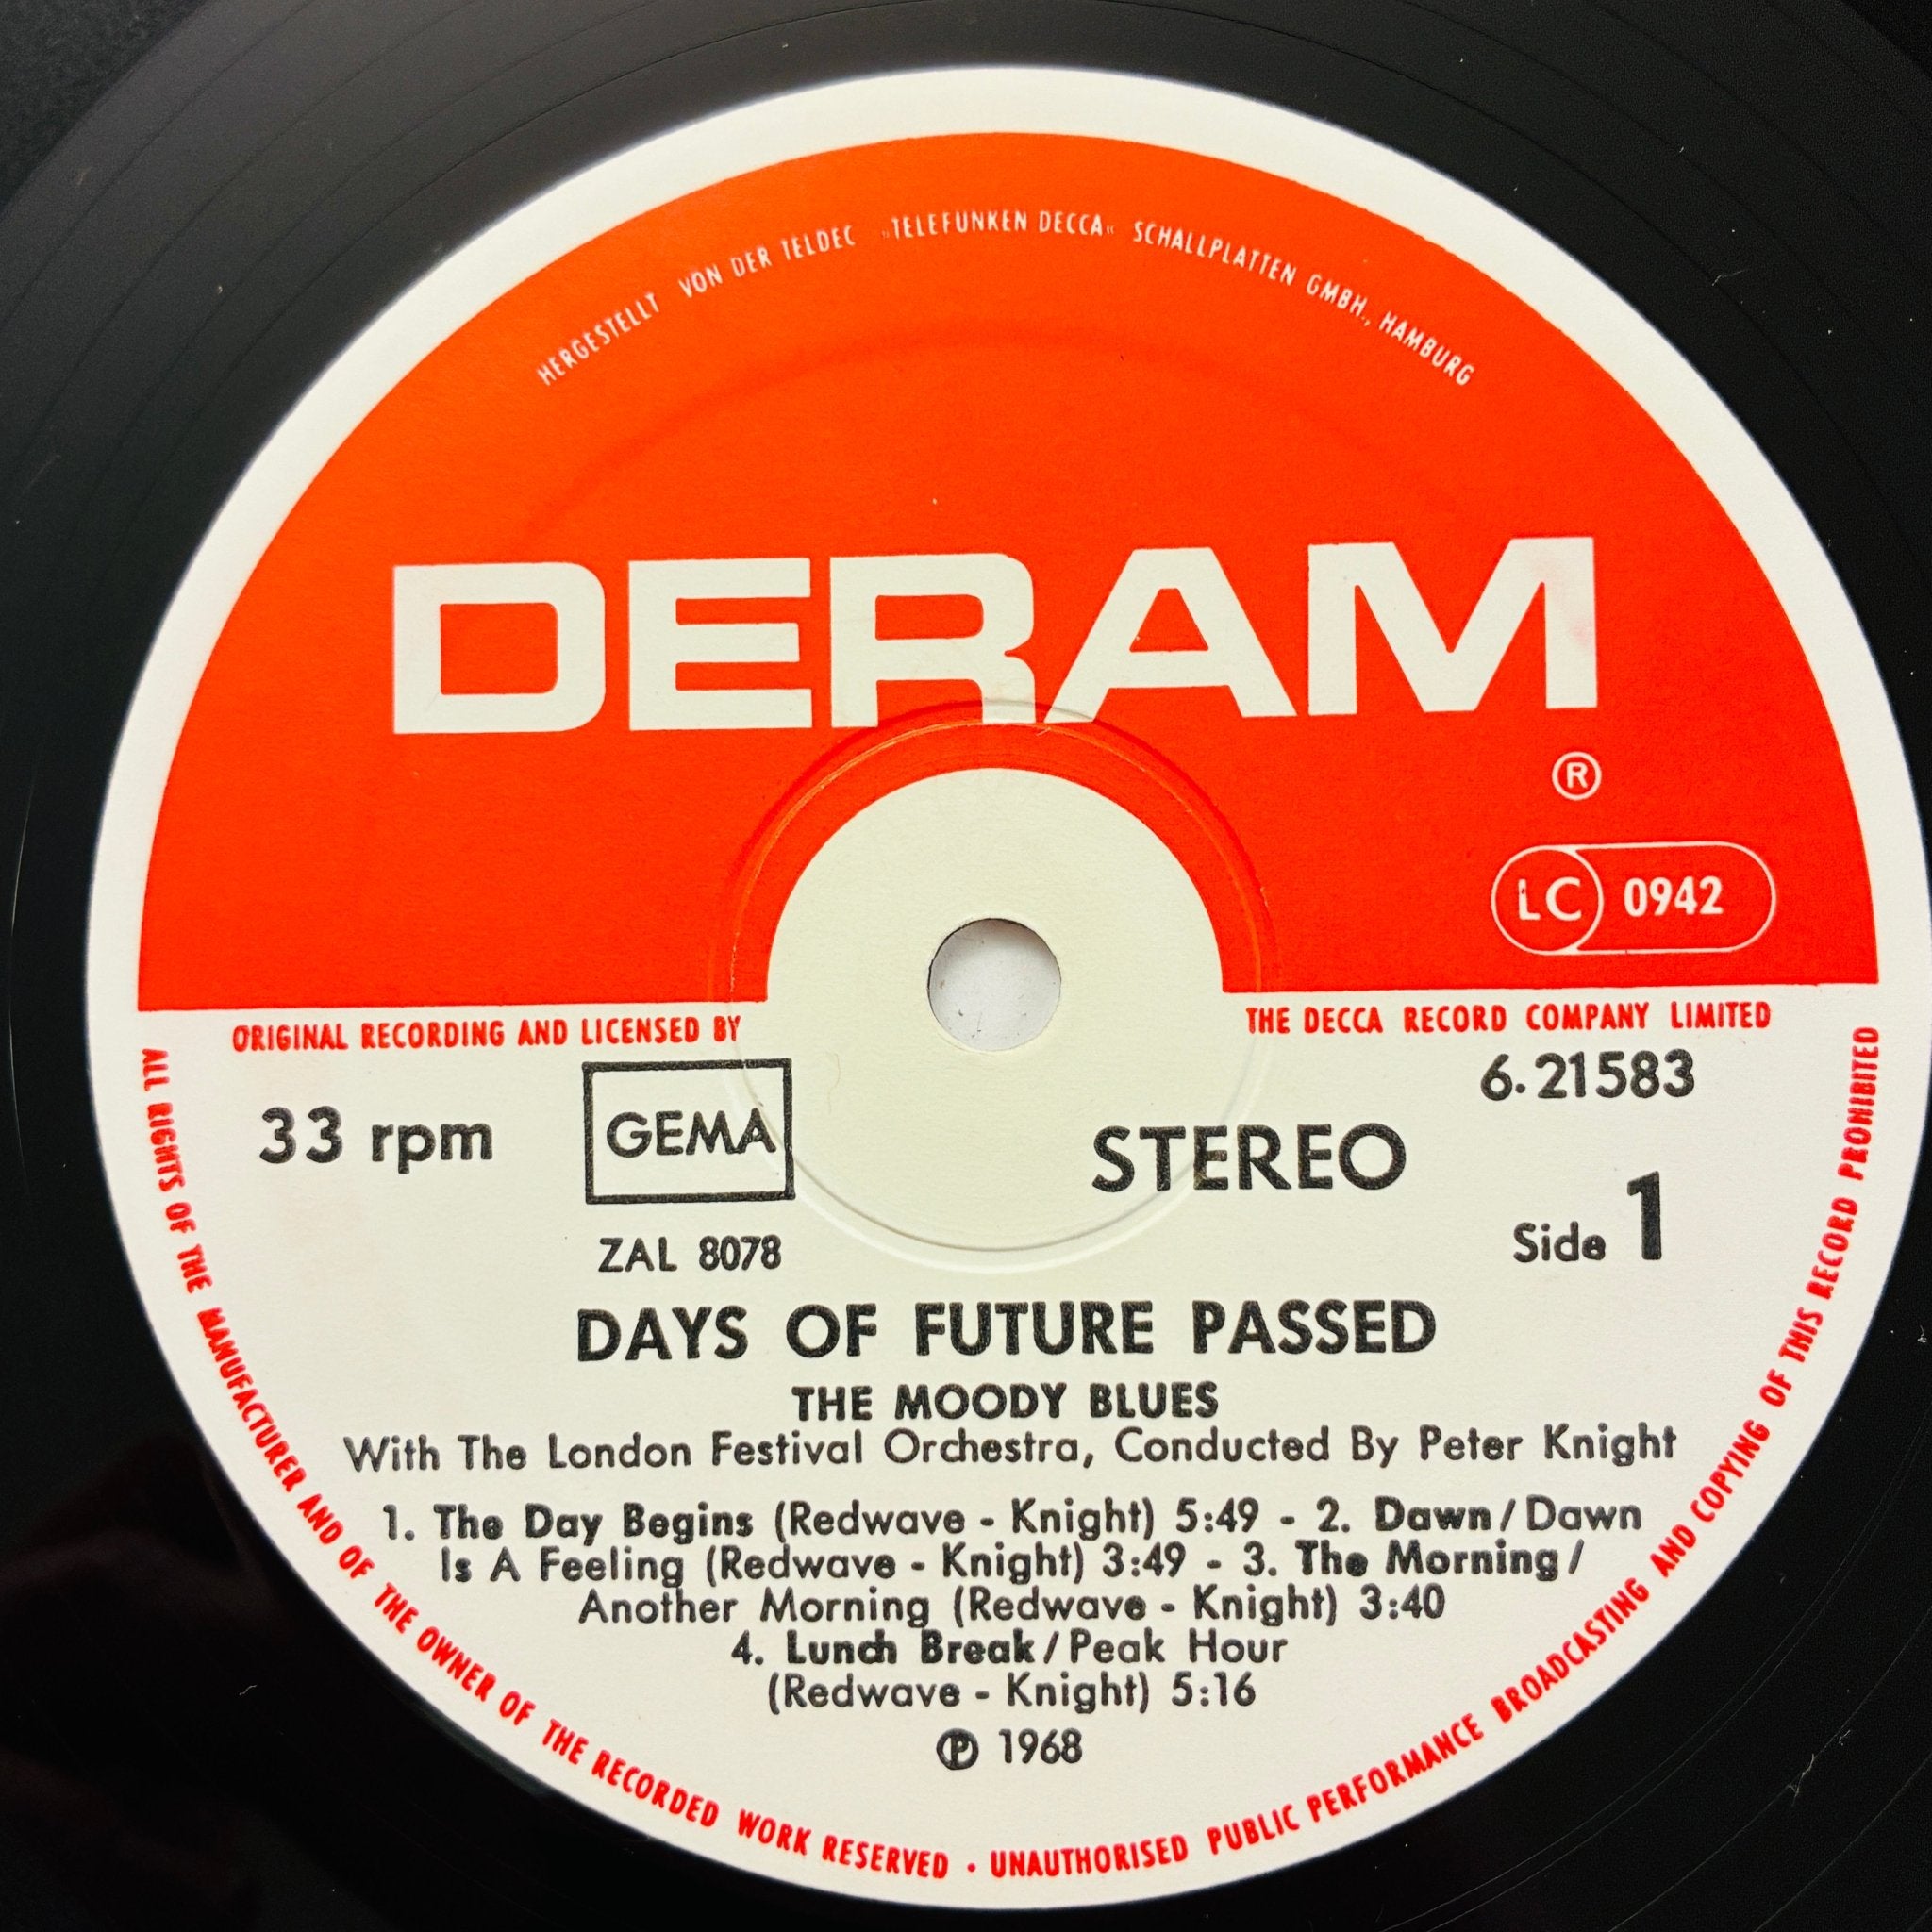 HERGESTELLT VON DER TELDEC „TELEFUNKEN DECCA“ SCHALLPLATTEN GMBH., HAMBURG
DERAM
®
LC 0942
ORIGINAL RECORDING AND LICENSED BY THE DECCA RECORD COMPANY LIMITED
6.21583
33 rpm GEMA STEREO
ZAL 8078 Side 1
DAYS OF FUTURE PASSED
THE MOODY BLUES
With The London Festival Orchestra, Conducted By Peter Knight
1. The Day Begins (Redwave - Knight) 5:49 - 2. Dawn/Dawn
Is A Feeling (Redwave - Knight) 3:49 - 3. The Morning/
Another Morning (Redwave - Knight) 3:40
4. Lunch Break/Peak Hour
(Redwave - Knight) 5:16
℗ 1968
ALL RIGHTS OF THE MANUFACTURER AND OF THE OWNER OF THE RECORDED WORK RESERVED · UNAUTHORISED PUBLIC PERFORMANCE BROADCASTING AND COPYING OF THIS RECORD PROHIBITED